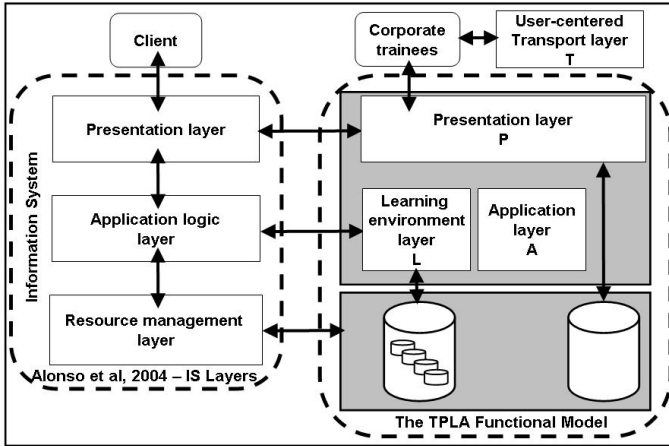 Client
Corporate
trainees
User-centered
Transport layer
T
Presentation layer
Presentation layer
P
Information System
Application logic
layer
Learning
environment
layer
L
Application
layer
A
Resource management
layer
Alonso et al, 2004 – IS Layers
The TPLA Functional Model